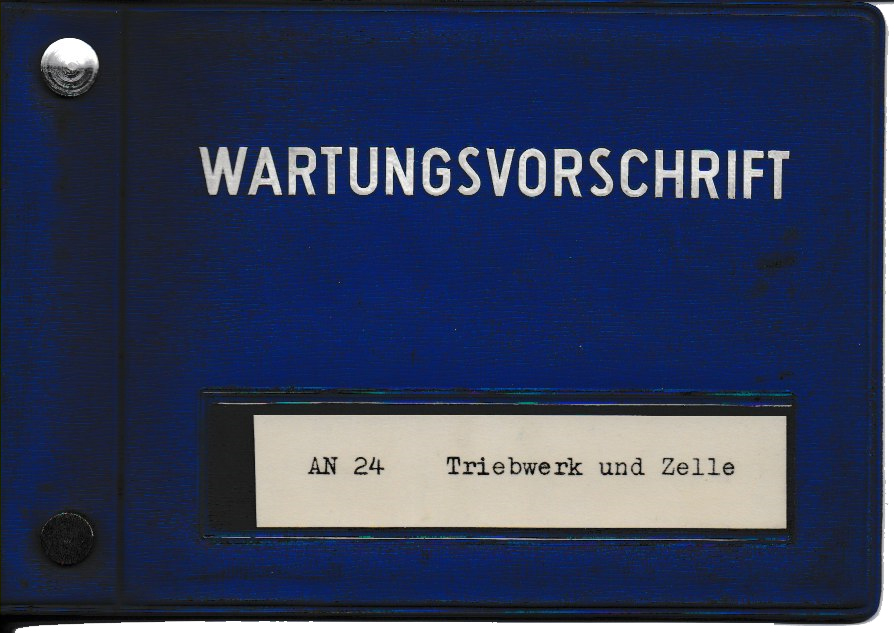 WARTUNGSVORSCHRIFT
AN 24 Triebwerk und Zelle